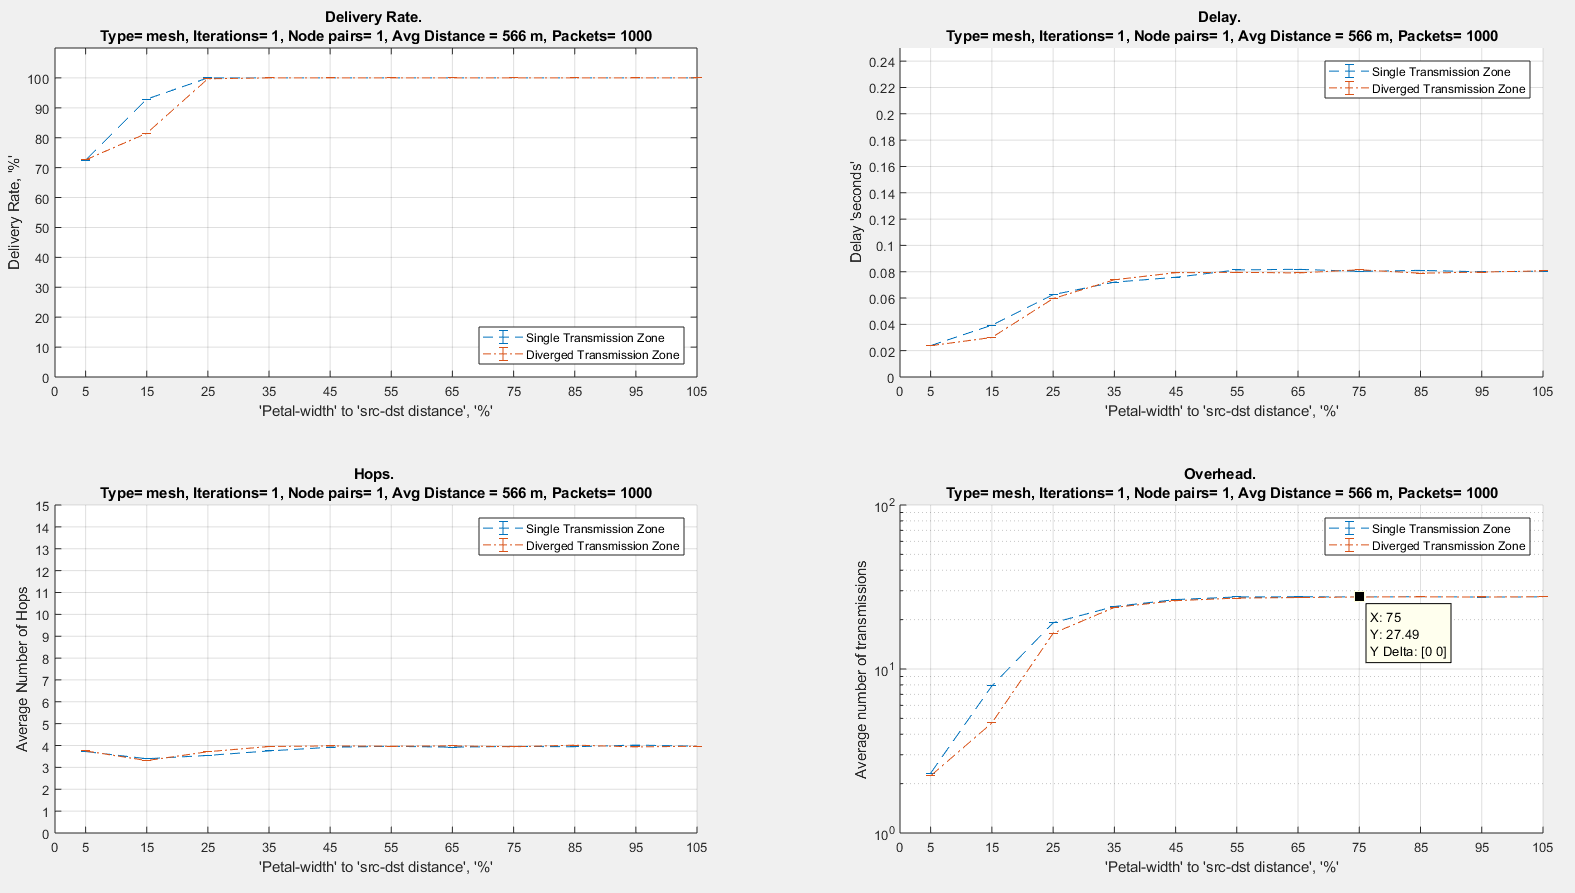 Delivery Rate.
Type= mesh, Iterations= 1, Node pairs= 1, Avg Distance = 566 m, Packets= 1000
100
90
80
70
60
50
40
30
20
10
0
Delivery Rate, '%'
Single Transmission Zone
Diverged Transmission Zone
0 5 15 25 35 45 55 65 75 85 95 105
'Petal-width' to 'src-dst distance', '%'
Delay.
Type= mesh, Iterations= 1, Node pairs= 1, Avg Distance = 566 m, Packets= 1000
0.24
0.22
0.2
0.18
0.16
0.14
0.12
0.1
0.08
0.06
0.04
0.02
0
Delay 'seconds'
Single Transmission Zone
Diverged Transmission Zone
0 5 15 25 35 45 55 65 75 85 95 105
'Petal-width' to 'src-dst distance', '%'
Hops.
Type= mesh, Iterations= 1, Node pairs= 1, Avg Distance = 566 m, Packets= 1000
15
14
13
12
11
10
9
8
7
6
5
4
3
2
1
0
Average Number of Hops
Single Transmission Zone
Diverged Transmission Zone
0 5 15 25 35 45 55 65 75 85 95 105
'Petal-width' to 'src-dst distance', '%'
Overhead.
Type= mesh, Iterations= 1, Node pairs= 1, Avg Distance = 566 m, Packets= 1000
10^2
10^1
10^0
Average number of transmissions
Single Transmission Zone
Diverged Transmission Zone
X: 75
Y: 27.49
Y Delta: [0 0]
0 5 15 25 35 45 55 65 75 85 95 105
'Petal-width' to 'src-dst distance', '%'